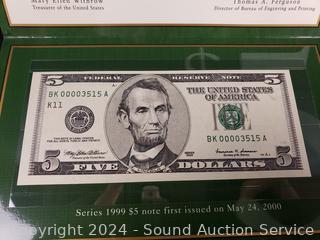 Mary Ellen Withrow
Treasurer of the United States
Thomas A. Ferguson
Director of Bureau of Engraving and Printing
5
FEDERAL RESERVE NOTE
5
THE UNITED STATES
OF AMERICA
BK 00003515 A
K11
BK 00003515 A
5
FIVE DOLLARS
5
Series 1999 $5 note first issued on May 24, 2000
Copyright 2024 - Sound Auction Service